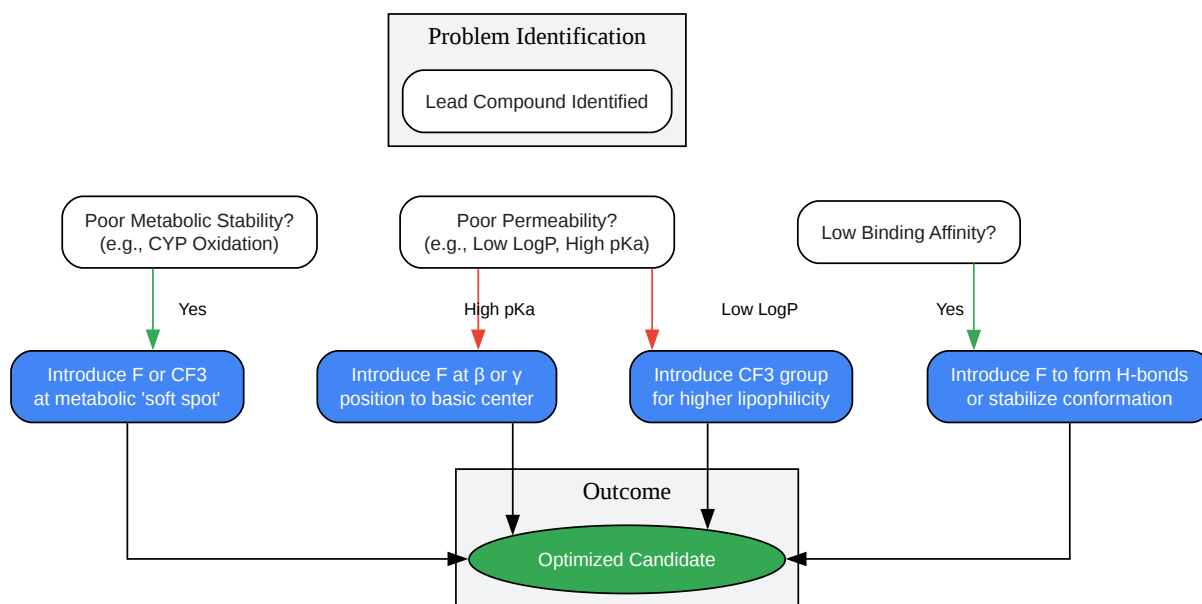 Problem Identification
Lead Compound Identified
Poor Metabolic Stability?
(e.g., CYP Oxidation)
Poor Permeability?
(e.g., Low LogP, High pKa)
Low Binding Affinity?
Yes
High pKa
Low LogP
Yes
Introduce F or CF3
at metabolic 'soft spot'
Introduce F at β or γ
position to basic center
Introduce CF3 group
for higher lipophilicity
Introduce F to form H-bonds
or stabilize conformation
Outcome
Optimized Candidate